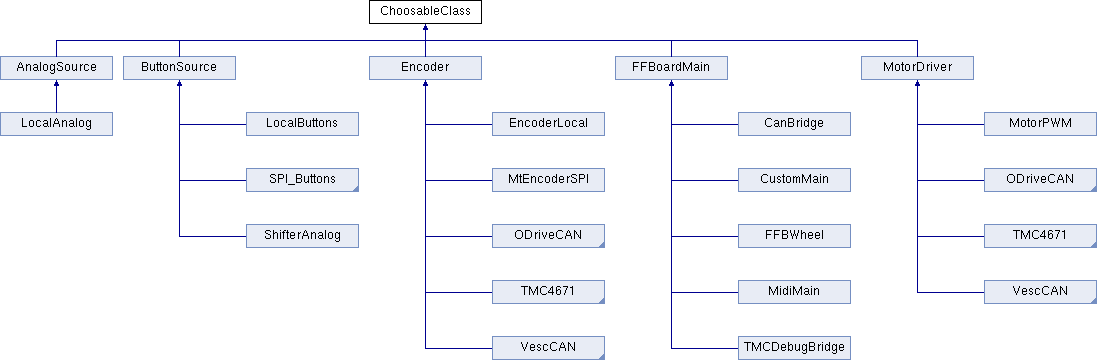 ChoosableClass
AnalogSource
ButtonSource
Encoder
FFBoardMain
MotorDriver
LocalAnalog
LocalButtons
EncoderLocal
CanBridge
MotorPWM
SPI_Buttons
MtEncoderSPI
CustomMain
ODriveCAN
ShifterAnalog
ODriveCAN
FFBWheel
TMC4671
TMC4671
MidiMain
VescCAN
VescCAN
TMCDebugBridge